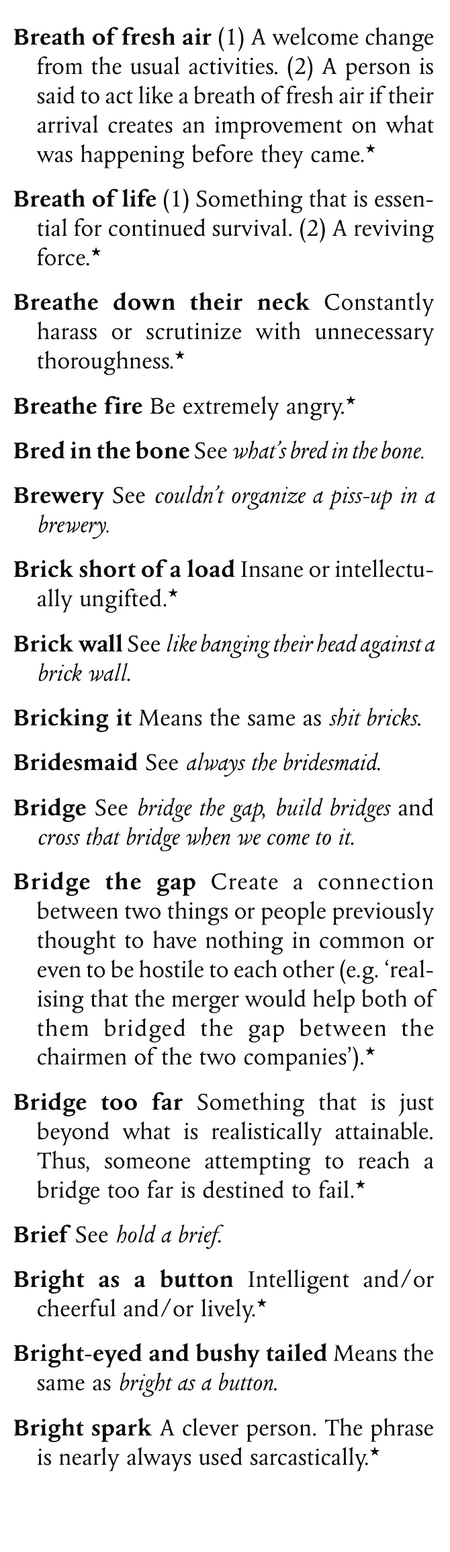 Breath of fresh air (1) A welcome change
from the usual activities. (2) A person is
said to act like a breath of fresh air if their
arrival creates an improvement on what
was happening before they came.★
Breath of life (1) Something that is essen-
tial for continued survival. (2) A reviving
force.★
Breathe down their neck Constantly
harass or scrutinize with unnecessary
thoroughness.★
Breathe fire Be extremely angry.★
Bred in the bone See what's bred in the bone.
Brewery See couldn't organize a piss-up in a
brewery.
Brick short of a load Insane or intellectu-
ally ungifted.★
Brick wall See like banging their head against a
brick wall.
Bricking it Means the same as shit bricks.
Bridesmaid See always the bridesmaid.
Bridge See bridge the gap, build bridges and
cross that bridge when we come to it.
Bridge the gap Create a connection
between two things or people previously
thought to have nothing in common or
even to be hostile to each other (e.g. ‘real-
ising that the merger would help both of
them bridged the gap between the
chairmen of the two companies’).★
Bridge too far Something that is just
beyond what is realistically attainable.
Thus, someone attempting to reach a
bridge too far is destined to fail.★
Brief See hold a brief.
Bright as a button Intelligent and/or
cheerful and/or lively.★
Bright-eyed and bushy tailed Means the
same as bright as a button.
Bright spark A clever person. The phrase
is nearly always used sarcastically.★